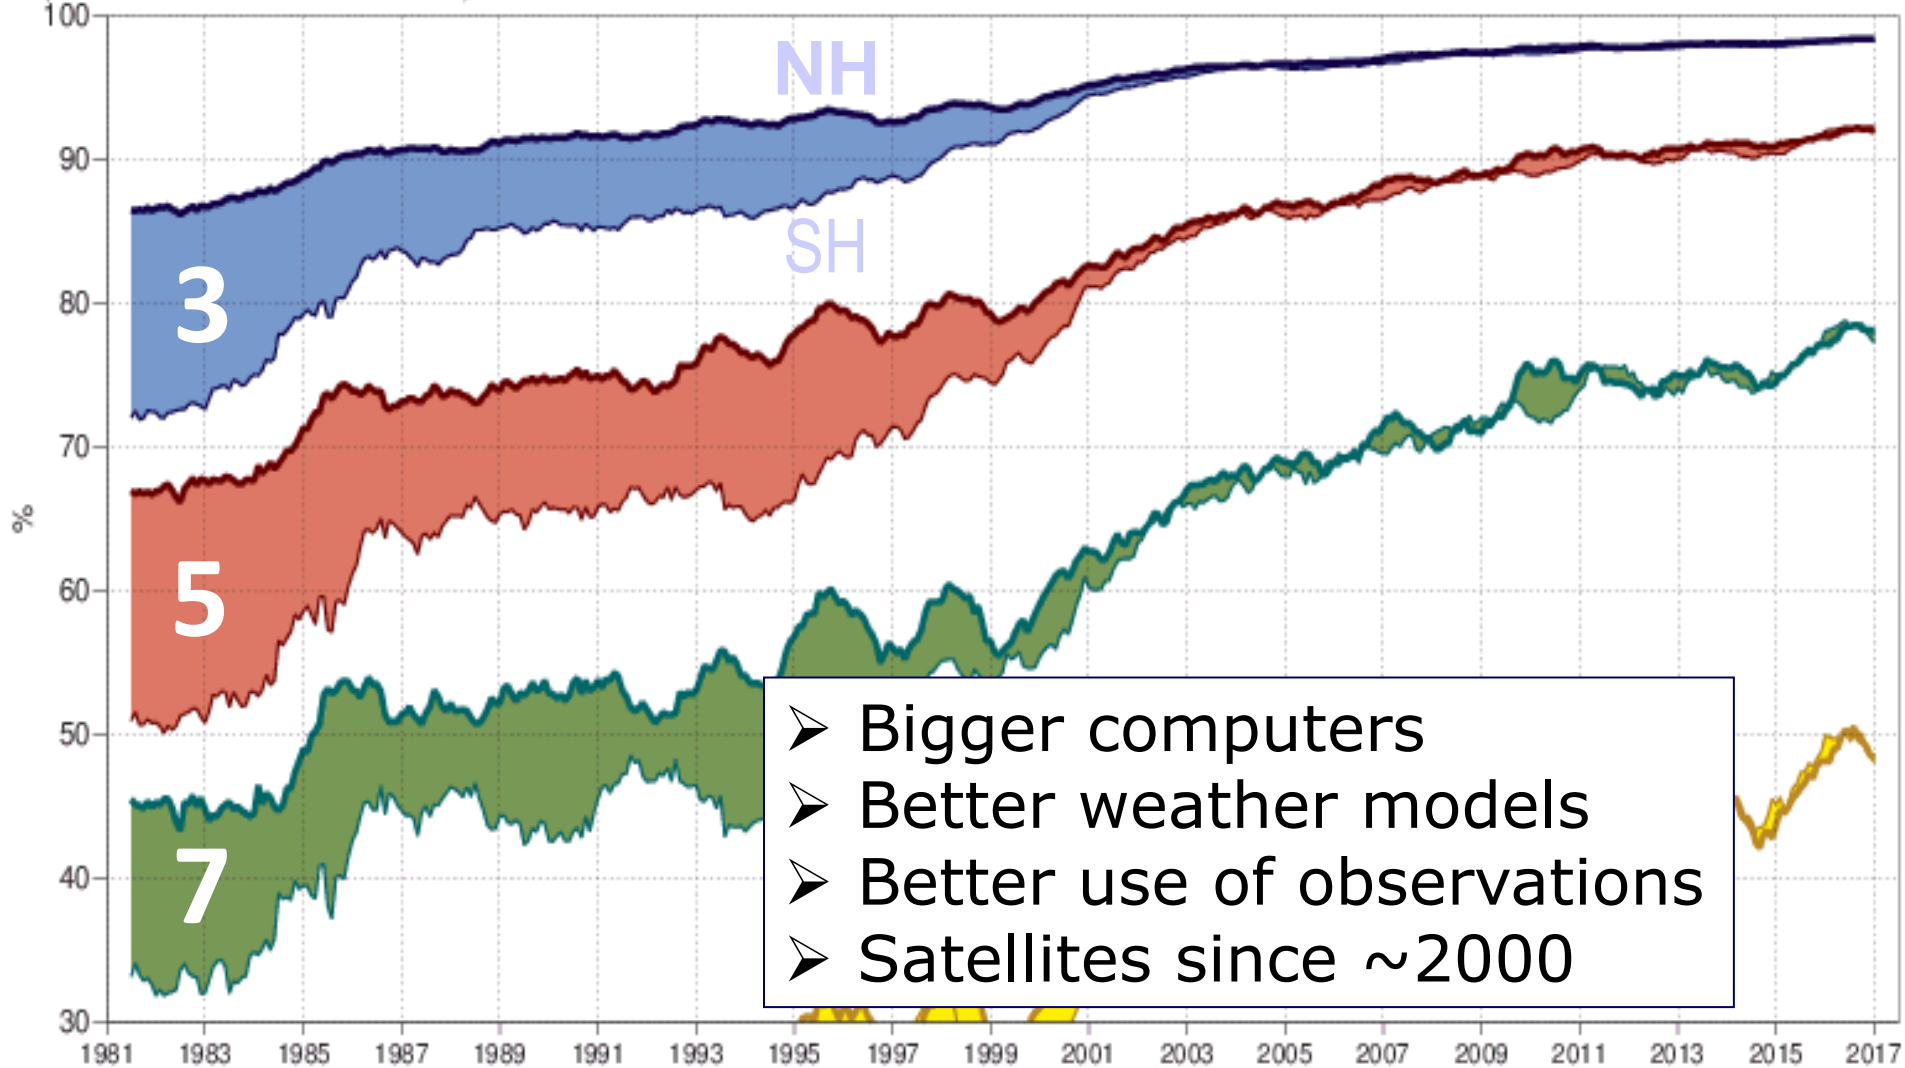 100
NH
90
SH
3
80
70
%
5
60
50
7
40
30
➢ Bigger computers
➢ Better weather models
➢ Better use of observations
➢ Satellites since ~2000
1981 1983 1985 1987 1989 1991 1993 1995 1997 1999 2001 2003 2005 2007 2009 2011 2013 2015 2017